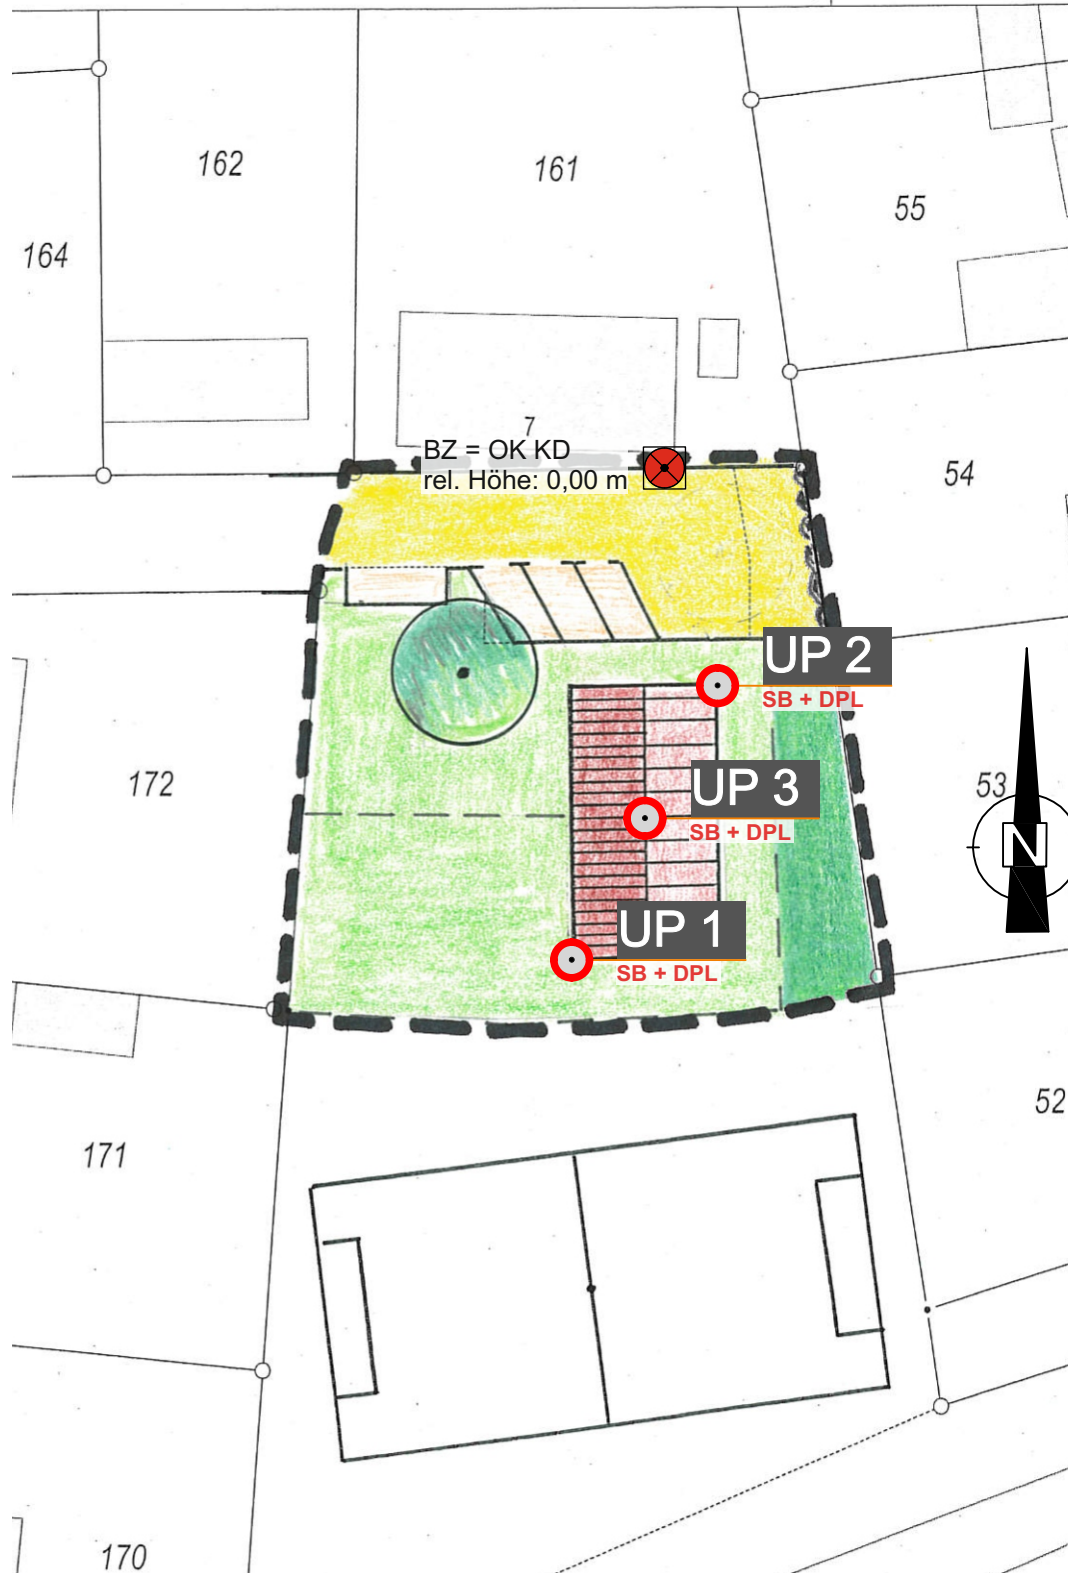 162
161
55
164
7
BZ = OK KD
rel. Höhe: 0,00 m
54
UP 2
SB + DPL
172
UP 3
SB + DPL
53
N
UP 1
SB + DPL
52
171
170